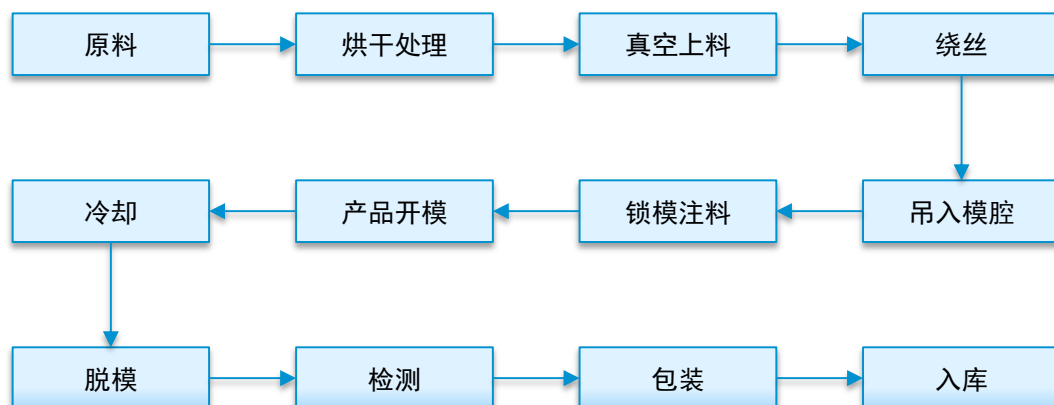 原料
烘干处理
真空上料
绕丝
冷却
产品开模
锁模注料
吊入模腔
脱模
检测
包装
入库